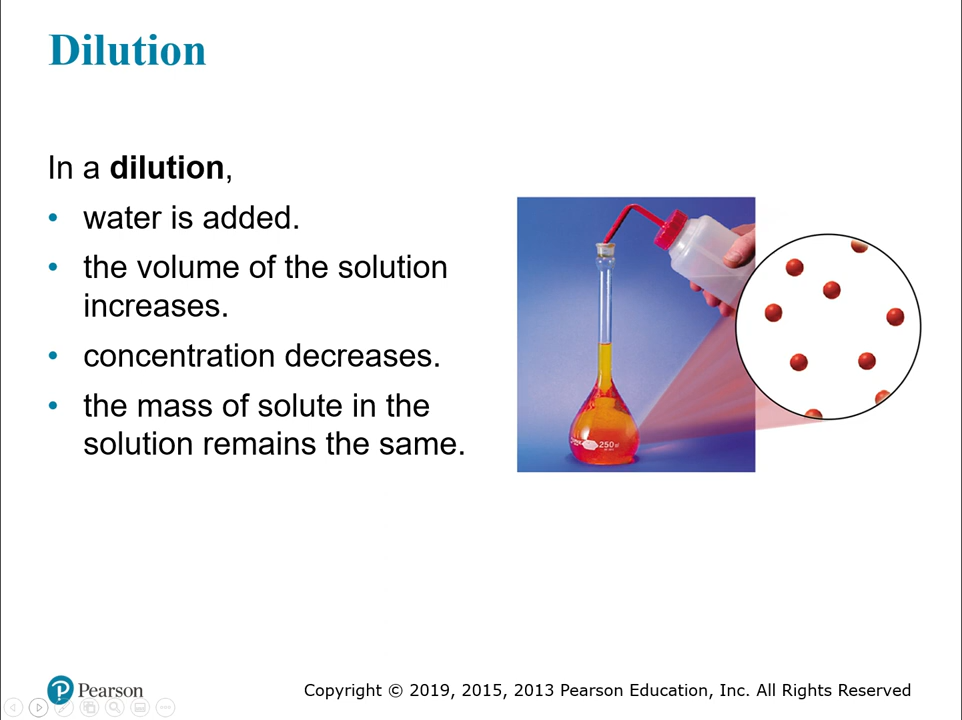 Dilution
In a dilution,
• water is added.
• the volume of the solution
increases.
• concentration decreases.
• the mass of solute in the
solution remains the same.
250
Pearson
Copyright © 2019, 2015, 2013 Pearson Education, Inc. All Rights Reserved